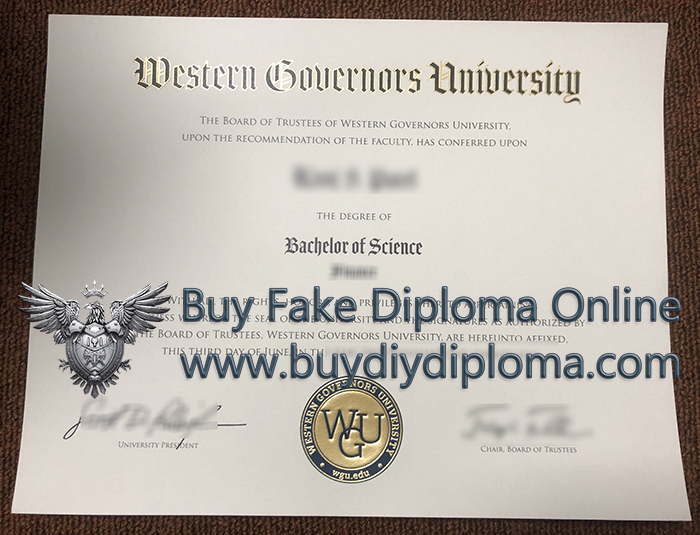 Western Governors University
THE BOARD OF TRUSTEES OF WESTERN GOVERNORS UNIVERSITY,
UPON THE RECOMMENDATION OF THE FACULTY, HAS CONFERRED UPON
THE DEGREE OF
Bachelor of Science
Buy Fake Diploma Online
THE BOARD OF TRUSTEES, WESTERN GOVERNORS UNIVERSITY, ARE HEREUNTO AFFIXED,
THIS THIRD DAY OF JUNE, IN
www.buydiydiploma.com
WESTERN GOVERNORS UNIVERSITY
WGU
wgu.edu
UNIVERSITY PRESIDENT
CHAIR, BOARD OF TRUSTEES